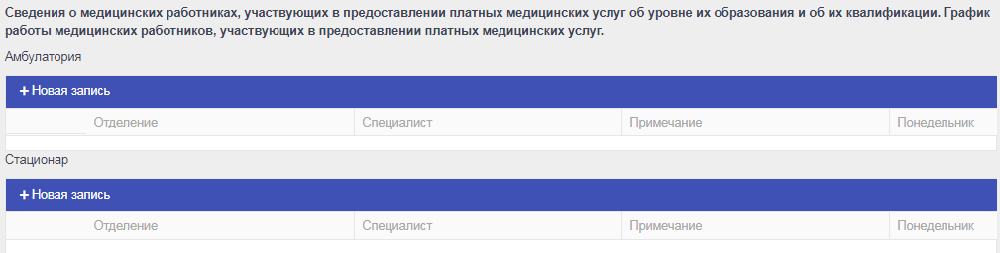 Сведения о медицинских работниках, участвующих в предоставлении платных медицинских услуг об уровне их образования и об их квалификации. График
работы медицинских работников, участвующих в предоставлении платных медицинских услуг.
Амбулатория
+ Новая запись
Отделение Специалист Примечание Понедельник
Стационар
+ Новая запись
Отделение Специалист Примечание Понедельник